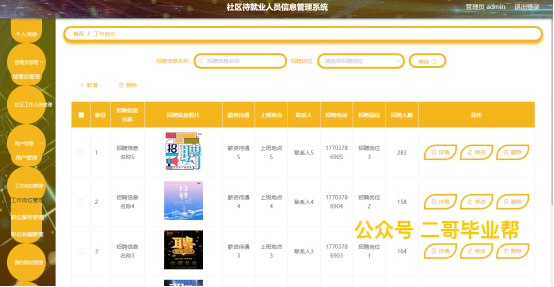 社区待就业人员信息管理系统
管理员 admin 退出登录
个人信息
管理员管理
管理员管理
社区工作人员管理
用户管理
用户管理
工作岗位管理
工作岗位管理
职位留言管理
职位收藏管理
首页 / 工作岗位
招聘信息名称 招聘信息名称 招聘岗位 请选择招聘岗位 查询
+ 新增 删除
索引 招聘信息名称 招聘信息照片 薪资待遇 上班地点 联系人 招聘电话 招聘岗位 招聘人数 操作
1 招聘信息名称5 薪资待遇5 上班地点5 联系人5 17703786905 招聘岗位3 283 详情 修改 删除
2 招聘信息名称4 薪资待遇4 上班地点4 联系人4 17703786904 招聘岗位2 158 详情 修改 删除
公众号 二哥毕业帮
3 招聘信息名称3 薪资待遇3 上班地点3 联系人3 17703786903 招聘岗位1 164 详情 修改 删除